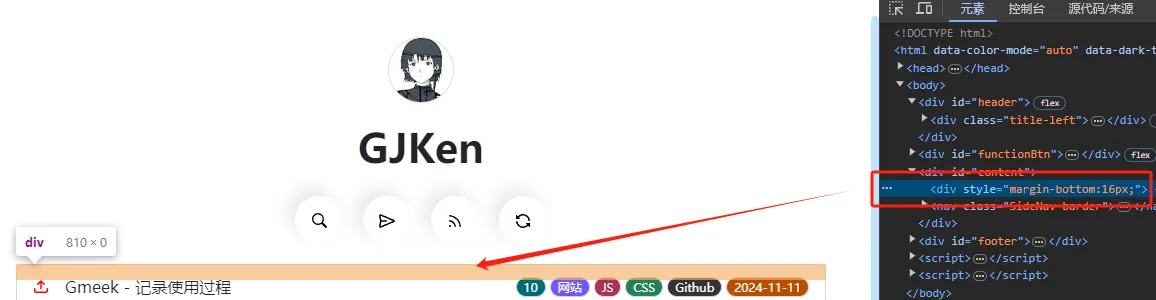 元素 控制台 源代码/来源
<!DOCTYPE html>
<html data-color-mode="auto" data-dark-t
<head> ⋯ </head>
<body>
<div id="header"> flex
<div class="title-left"> ⋯ </div>
</div>
<div id="functionBtn"> ⋯ </div> flex
<div id="content">
<div style="margin-bottom:16px;">
<nav class="SideNav border"> ⋯ </na
</div>
<div id="footer"> ⋯ </div>
<script> ⋯ </script>
<script> ⋯ </script>
</body>
GJKen
div 810 × 0
Gmeek - 记录使用过程 10 网站 JS CSS Github 2024-11-11